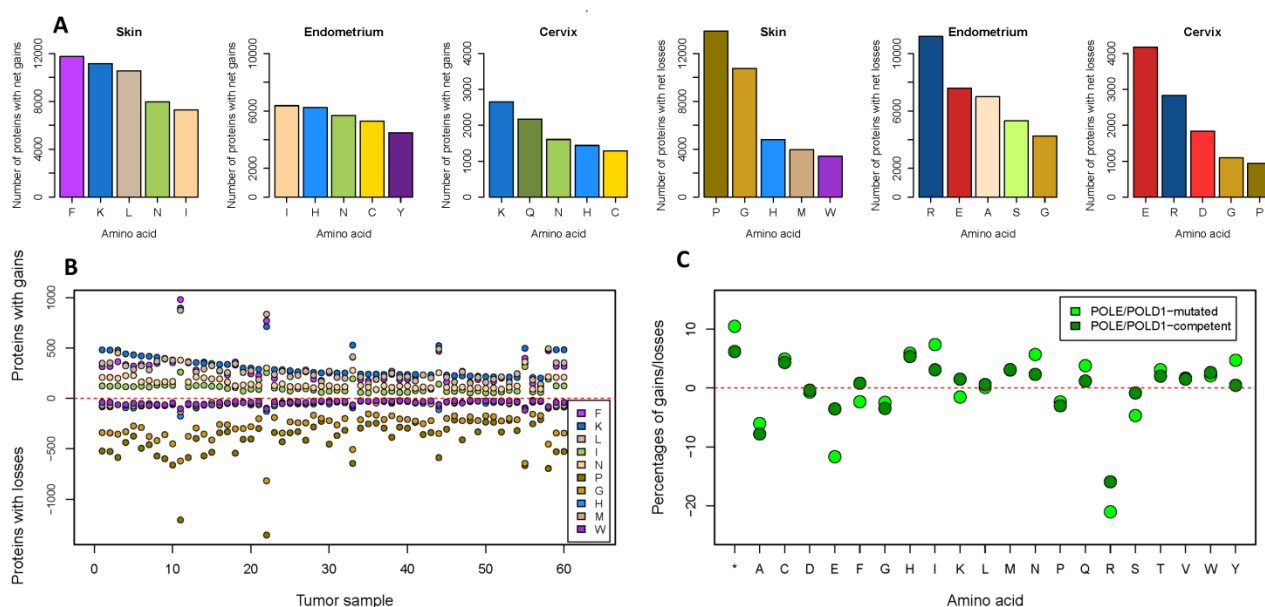 A
Skin
Number of proteins with net gains
0 4000 8000 12000
F K L N I
Amino acid
Endometrium
Number of proteins with net gains
0 2000 6000 10000
I H N C Y
Amino acid
Cervix
Number of proteins with net gains
0 1000 2000 3000 4000
K Q N H C
Amino acid
Skin
Number of proteins with net losses
0 4000 8000 12000
P G H M W
Amino acid
Endometrium
Number of proteins with net losses
0 2000 6000 10000
R E A S G
Amino acid
Cervix
Number of proteins with net losses
0 1000 2000 3000 4000
E R D G P
Amino acid
B
Proteins with losses Proteins with gains
-1000 -500 0 500 1000
F
K
L
I
N
P
G
H
M
W
0 10 20 30 40 50 60
Tumor sample
C
Percentages of gains/losses
-20 -10 0 10
POLE/POLD1-mutated
POLE/POLD1-competent
* A C D E F G H I K L M N P Q R S T V W Y
Amino acid